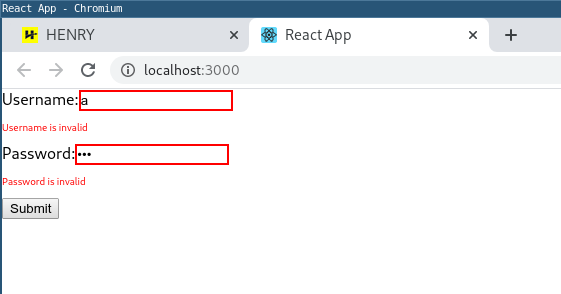 React App - Chromium
HENRY
React App
localhost:3000
Username: a
Username is invalid
Password: •••
Password is invalid
Submit